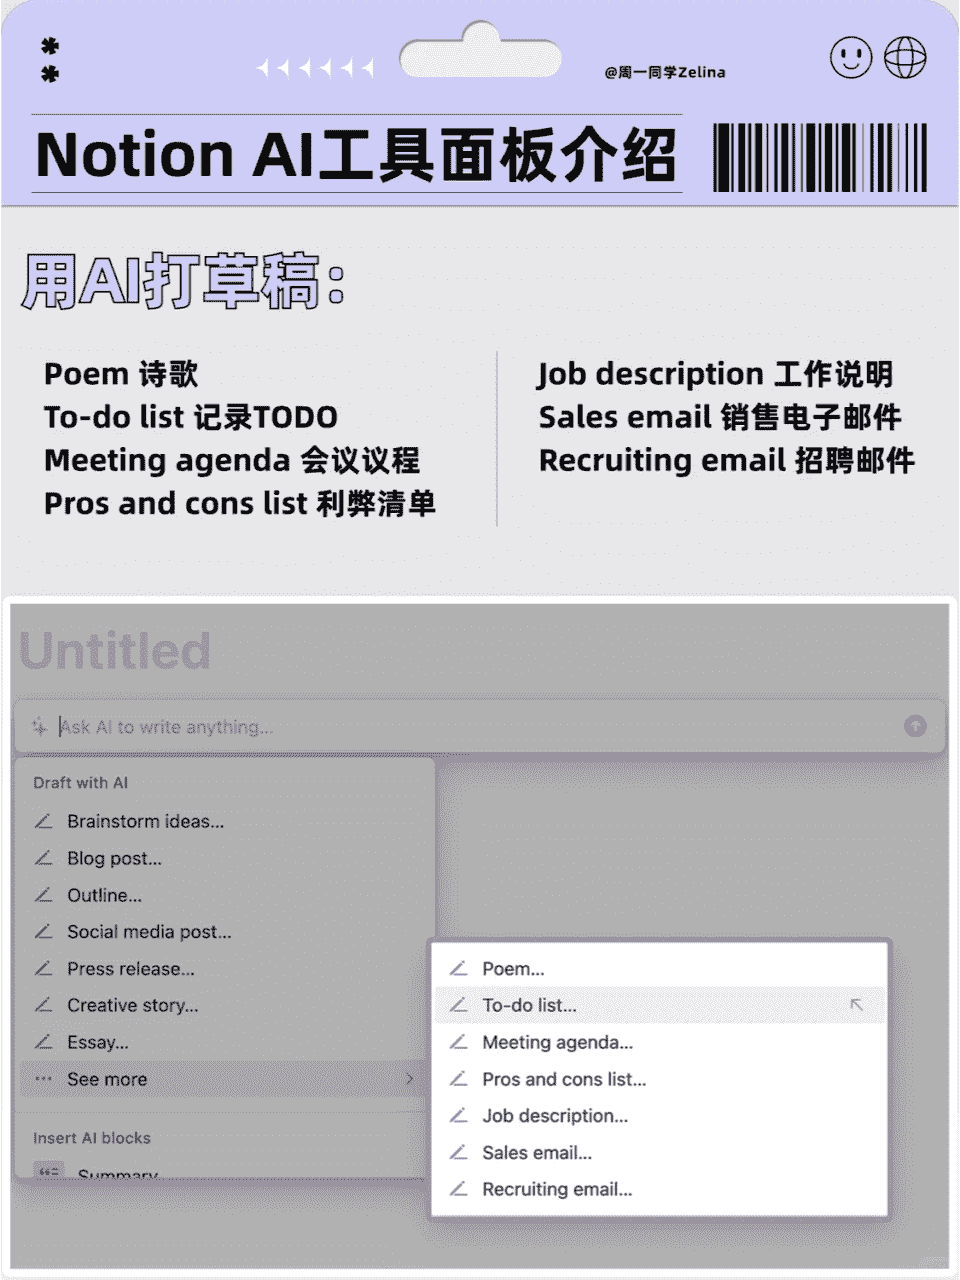 @周一同学Zelina
Notion AI工具面板介绍
用AI打草稿：
Poem 诗歌
To-do list 记录TODO
Meeting agenda 会议议程
Pros and cons list 利弊清单
Job description 工作说明
Sales email 销售电子邮件
Recruiting email 招聘邮件
Untitled
Ask AI to write anything...
Draft with AI
Brainstorm ideas...
Blog post...
Outline...
Social media post...
Press release...
Creative story...
Essay...
See more
Insert AI blocks
Summary
Poem...
To-do list...
Meeting agenda...
Pros and cons list...
Job description...
Sales email...
Recruiting email...